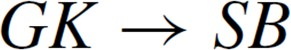 GK → SB